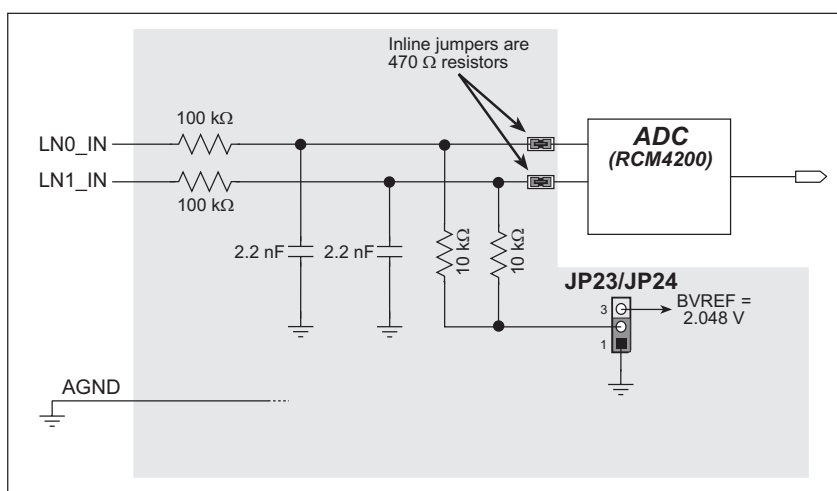 Inline jumpers are
470 Ω resistors
100 kΩ
LN0_IN
LN1_IN
100 kΩ
ADC
(RCM4200)
2.2 nF
2.2 nF
10 kΩ
10 kΩ
JP23/JP24
3
BVREF =
2.048 V
1
AGND